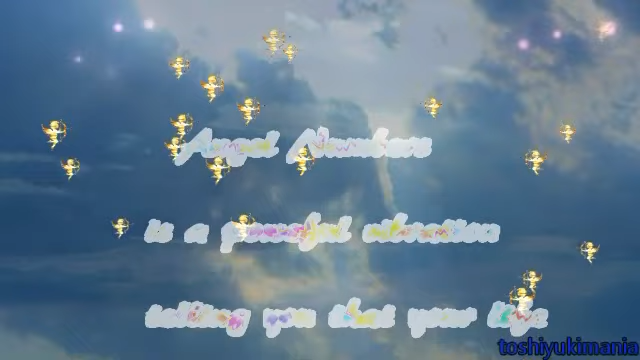 Angel Numbers
is a powerful vibration
telling you that your life
toshiyukimania